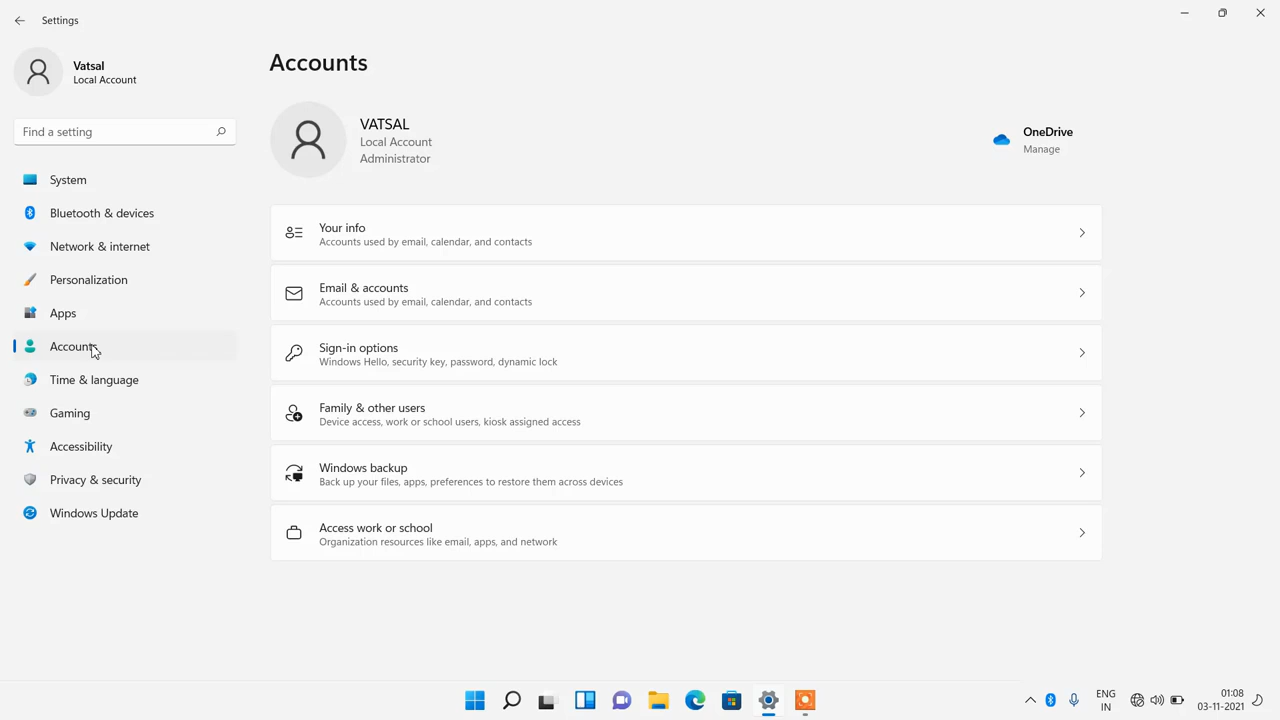 Settings
Vatsal
Local Account
Find a setting
System
Bluetooth & devices
Network & internet
Personalization
Apps
Accounts
Time & language
Gaming
Accessibility
Privacy & security
Windows Update
Accounts
VATSAL
Local Account
Administrator
OneDrive
Manage
Your info
Accounts used by email, calendar, and contacts
Email & accounts
Accounts used by email, calendar, and contacts
Sign-in options
Windows Hello, security key, password, dynamic lock
Family & other users
Device access, work or school users, kiosk assigned access
Windows backup
Back up your files, apps, preferences to restore them across devices
Access work or school
Organization resources like email, apps, and network
ENG
IN
01:08
03-11-2021